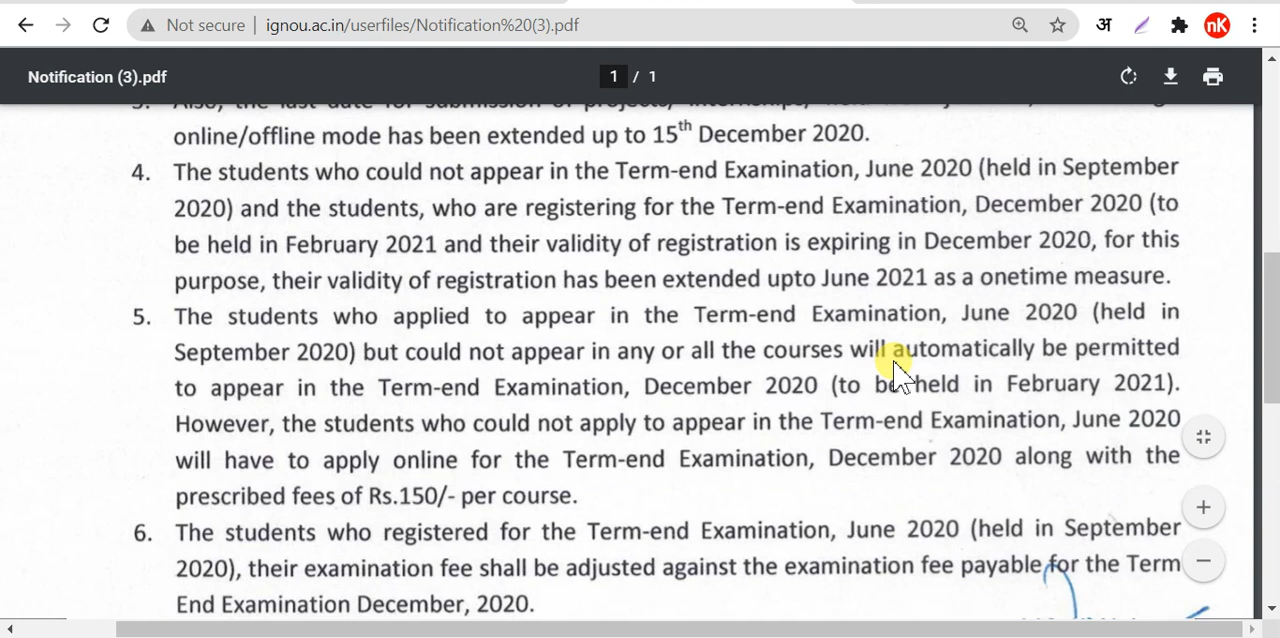 Not secure | ignou.ac.in/userfiles/Notification%20(3).pdf
अ
nK
Notification (3).pdf
1 / 1
online/offline mode has been extended up to 15th December 2020.
4. The students who could not appear in the Term-end Examination, June 2020 (held in September
2020) and the students, who are registering for the Term-end Examination, December 2020 (to
be held in February 2021 and their validity of registration is expiring in December 2020, for this
purpose, their validity of registration has been extended upto June 2021 as a onetime measure.
5. The students who applied to appear in the Term-end Examination, June 2020 (held in
September 2020) but could not appear in any or all the courses will automatically be permitted
to appear in the Term-end Examination, December 2020 (to be held in February 2021).
However, the students who could not apply to appear in the Term-end Examination, June 2020
will have to apply online for the Term-end Examination, December 2020 along with the
prescribed fees of Rs.150/- per course.
6. The students who registered for the Term-end Examination, June 2020 (held in September
2020), their examination fee shall be adjusted against the examination fee payable for the Term
End Examination December, 2020.